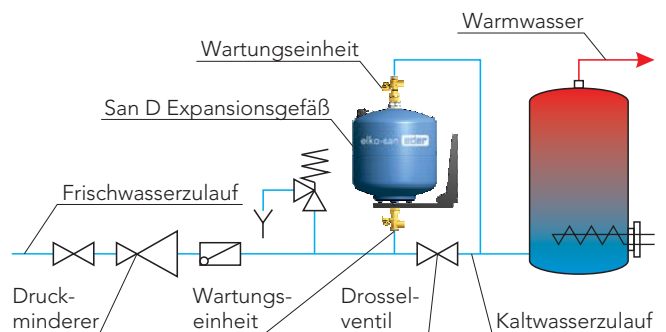 Warmwasser
Wartungseinheit
San D Expansionsgefäß
elko-san eder
Frischwasserzulauf
Druck-
minderer
Wartungs-
einheit
Drossel-
ventil
Kaltwasserzulauf